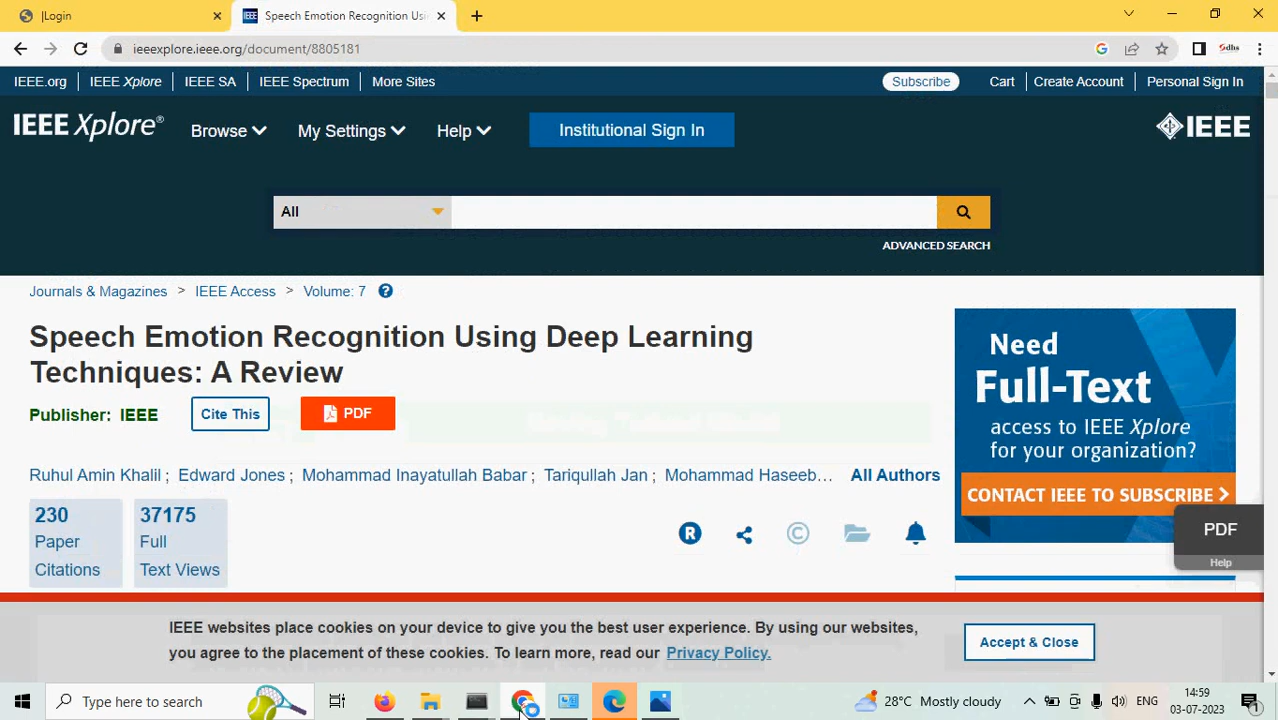 |Login
Speech Emotion Recognition Usi
ieeexplore.ieee.org/document/8805181
sdhs
IEEE.org
IEEE Xplore
IEEE SA
IEEE Spectrum
More Sites
Subscribe
Cart
Create Account
Personal Sign In
IEEE Xplore®
Browse
My Settings
Help
Institutional Sign In
IEEE
All
ADVANCED SEARCH
Journals & Magazines > IEEE Access > Volume: 7
Speech Emotion Recognition Using Deep Learning
Techniques: A Review
Publisher: IEEE
Cite This
PDF
Ruhul Amin Khalil ; Edward Jones ; Mohammad Inayatullah Babar ; Tariqullah Jan ; Mohammad Haseeb...
All Authors
230
Paper
Citations
37175
Full
Text Views
R
Need
Full-Text
access to IEEE Xplore
for your organization?
CONTACT IEEE TO SUBSCRIBE
PDF
Help
IEEE websites place cookies on your device to give you the best user experience. By using our websites,
you agree to the placement of these cookies. To learn more, read our Privacy Policy.
Accept & Close
Type here to search
28°C Mostly cloudy
ENG
14:59
03-07-2023
1